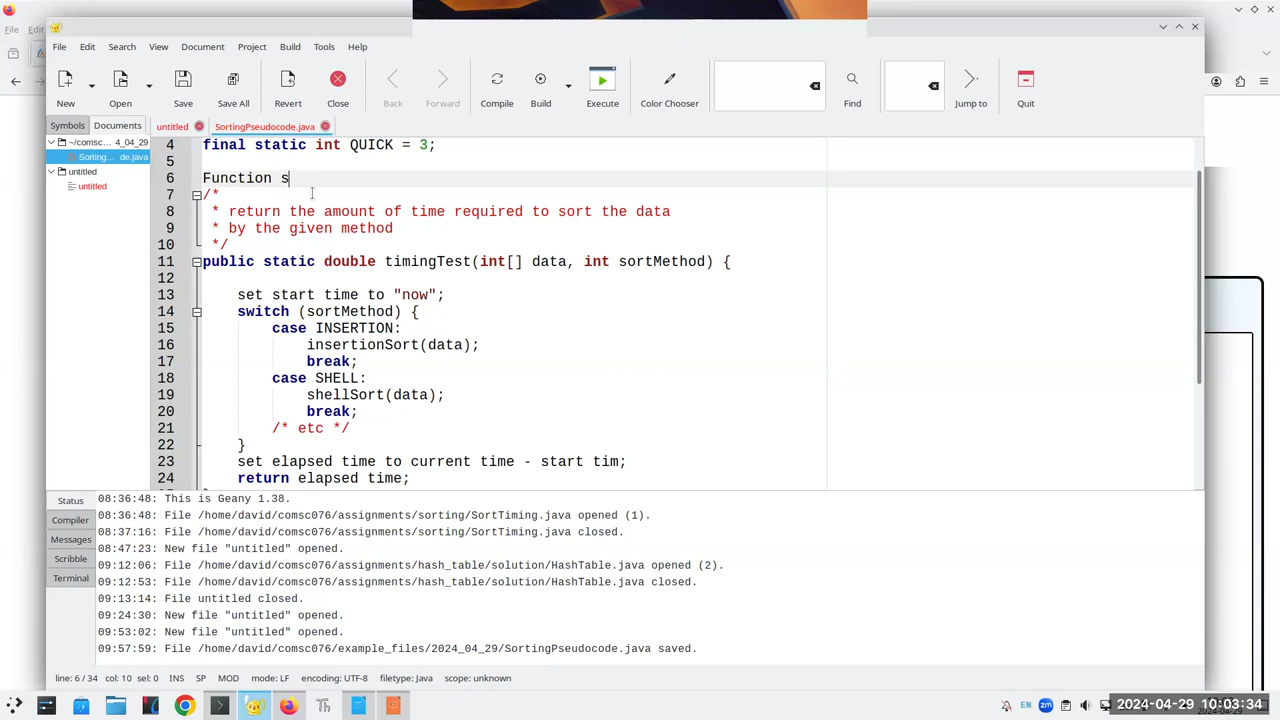 File Edit
File Edit Search View Document Project Build Tools Help
New Open Save Save All Revert Close Back Forward Compile Build Execute Color Chooser Find Jump to Quit
Symbols Documents untitled SortingPseudocode.java
~/comsc... 4_04_29
Sorting... de.java
untitled
untitled
4 final static int QUICK = 3;
5
6 Function s
7 /*
8 * return the amount of time required to sort the data
9 * by the given method
10 */
11 public static double timingTest(int[] data, int sortMethod) {
12
13 set start time to "now";
14 switch (sortMethod) {
15 case INSERTION:
16 insertionSort(data);
17 break;
18 case SHELL:
19 shellSort(data);
20 break;
21 /* etc */
22 }
23 set elapsed time to current time - start tim;
24 return elapsed time;
Status
Compiler
Messages
Scribble
Terminal
08:36:48: This is Geany 1.38.
08:36:48: File /home/david/comsc076/assignments/sorting/SortTiming.java opened (1).
08:37:16: File /home/david/comsc076/assignments/sorting/SortTiming.java closed.
08:47:23: New file "untitled" opened.
09:12:06: File /home/david/comsc076/assignments/hash_table/solution/HashTable.java opened (2).
09:12:53: File /home/david/comsc076/assignments/hash_table/solution/HashTable.java closed.
09:13:14: File untitled closed.
09:24:30: New file "untitled" opened.
09:53:02: New file "untitled" opened.
09:57:59: File /home/david/comsc076/example_files/2024_04_29/SortingPseudocode.java saved.
line: 6 / 34 col: 10 sel: 0 INS SP MOD mode: LF encoding: UTF-8 filetype: Java scope: unknown
Th EN zm 2024-04-29 10:03:34